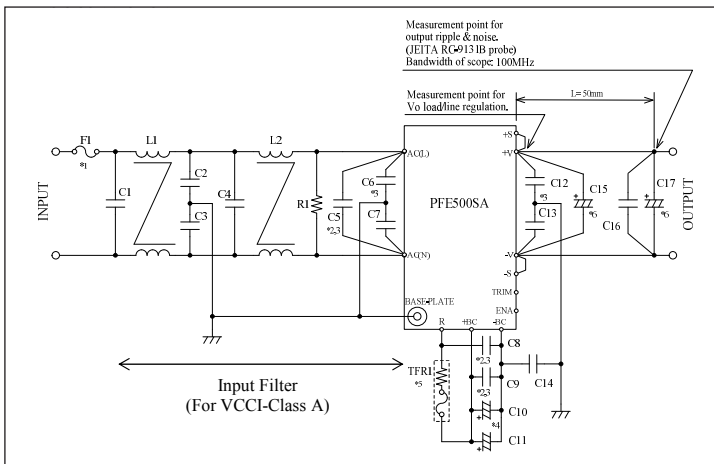 Measurement point for
output ripple & noise.
(JEITA RC-9131B probe)
Bandwidth of scope: 100MHz
Measurement point for
Vo load/line regulation.
L=50mm
F1
*1
L1
L2
C1
C2
C3
C4
R1
C5
*2,3
C6
*3
C7
AC(L)
AC(N)
+S
+V
PFE500SA
-V
-S
TRIM
ENA
BASE-PLATE
R
+BC
-BC
C12
*3
C13
C15
*6
C16
C17
*6
INPUT
OUTPUT
C8
*2,3
C9
*2,3
C10
*4
C11
C14
TFR1
*5
Input Filter
(For VCCI-Class A)